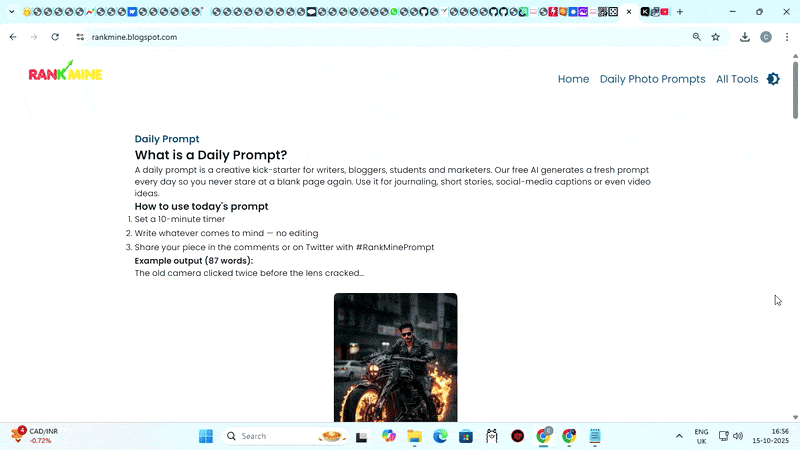 rankmine.blogspot.com
RANKMINE
Home Daily Photo Prompts All Tools
Daily Prompt
What is a Daily Prompt?
A daily prompt is a creative kick-starter for writers, bloggers, students and marketers. Our free AI generates a fresh prompt
every day so you never stare at a blank page again. Use it for journaling, short stories, social-media captions or even video
ideas.
How to use today's prompt
1. Set a 10-minute timer
2. Write whatever comes to mind — no editing
3. Share your piece in the comments or on Twitter with #RankMinePrompt
Example output (87 words):
The old camera clicked twice before the lens cracked...
4
CAD/INR
-0.72%
Search
ENG
UK
16:56
15-10-2025